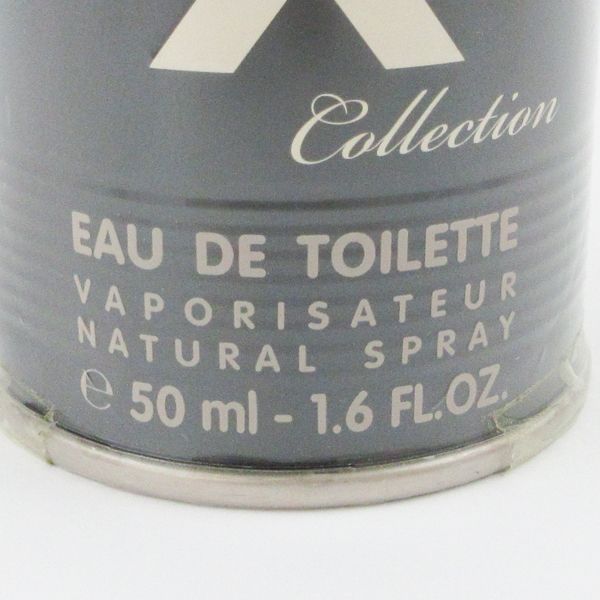 X
Collection
EAU DE TOILETTE
VAPORISATEUR
NATURAL SPRAY
℮ 50 ml - 1.6 FL.OZ.